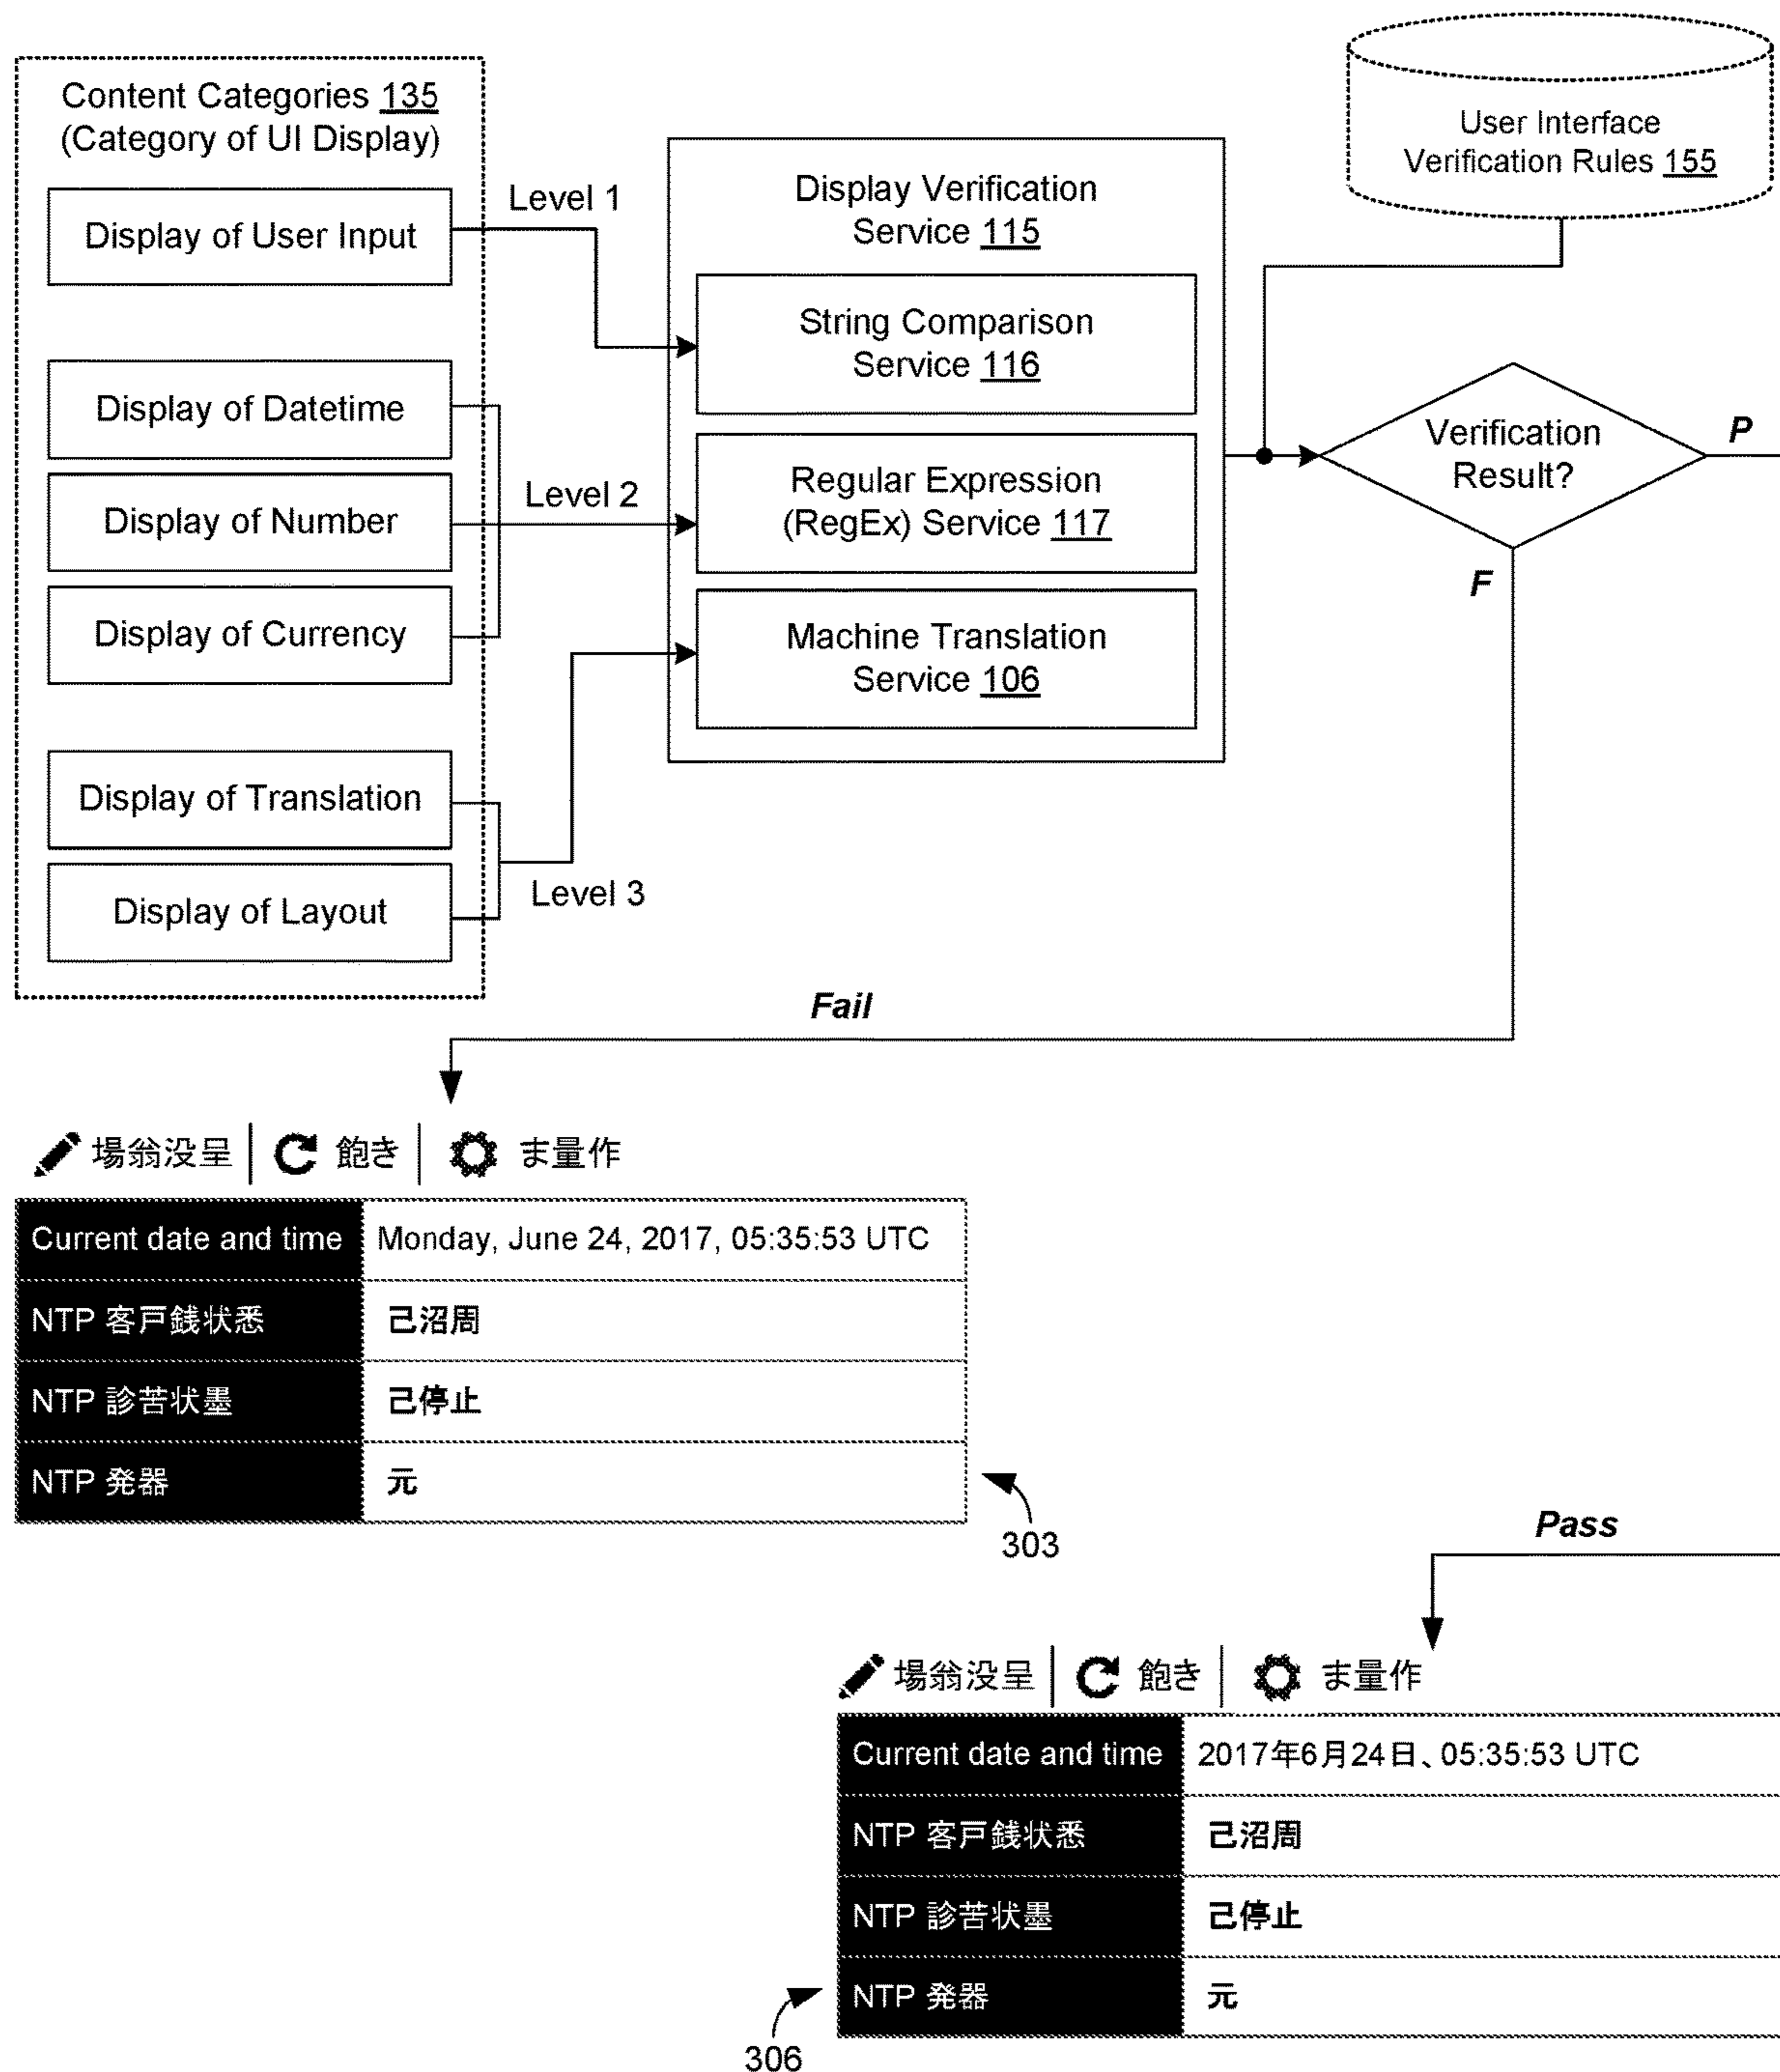 Content Categories 135
(Category of UI Display)
Display of User Input
Display of Datetime
Display of Number
Display of Currency
Display of Translation
Display of Layout
Level 1
Level 2
Level 3
Display Verification
Service 115
String Comparison
Service 116
Regular Expression
(RegEx) Service 117
Machine Translation
Service 106
User Interface
Verification Rules 155
Verification
Result?
P
F
Fail
場翁没呈 飽き ま量作
Current date and time Monday, June 24, 2017, 05:35:53 UTC
NTP 客戸銭状悉 己沼周
NTP 診苦状墨 己停止
NTP 発器 元
303
Pass
場翁没呈 飽き ま量作
Current date and time 2017年6月24日、05:35:53 UTC
NTP 客戸銭状悉 己沼周
NTP 診苦状墨 己停止
NTP 発器 元
306